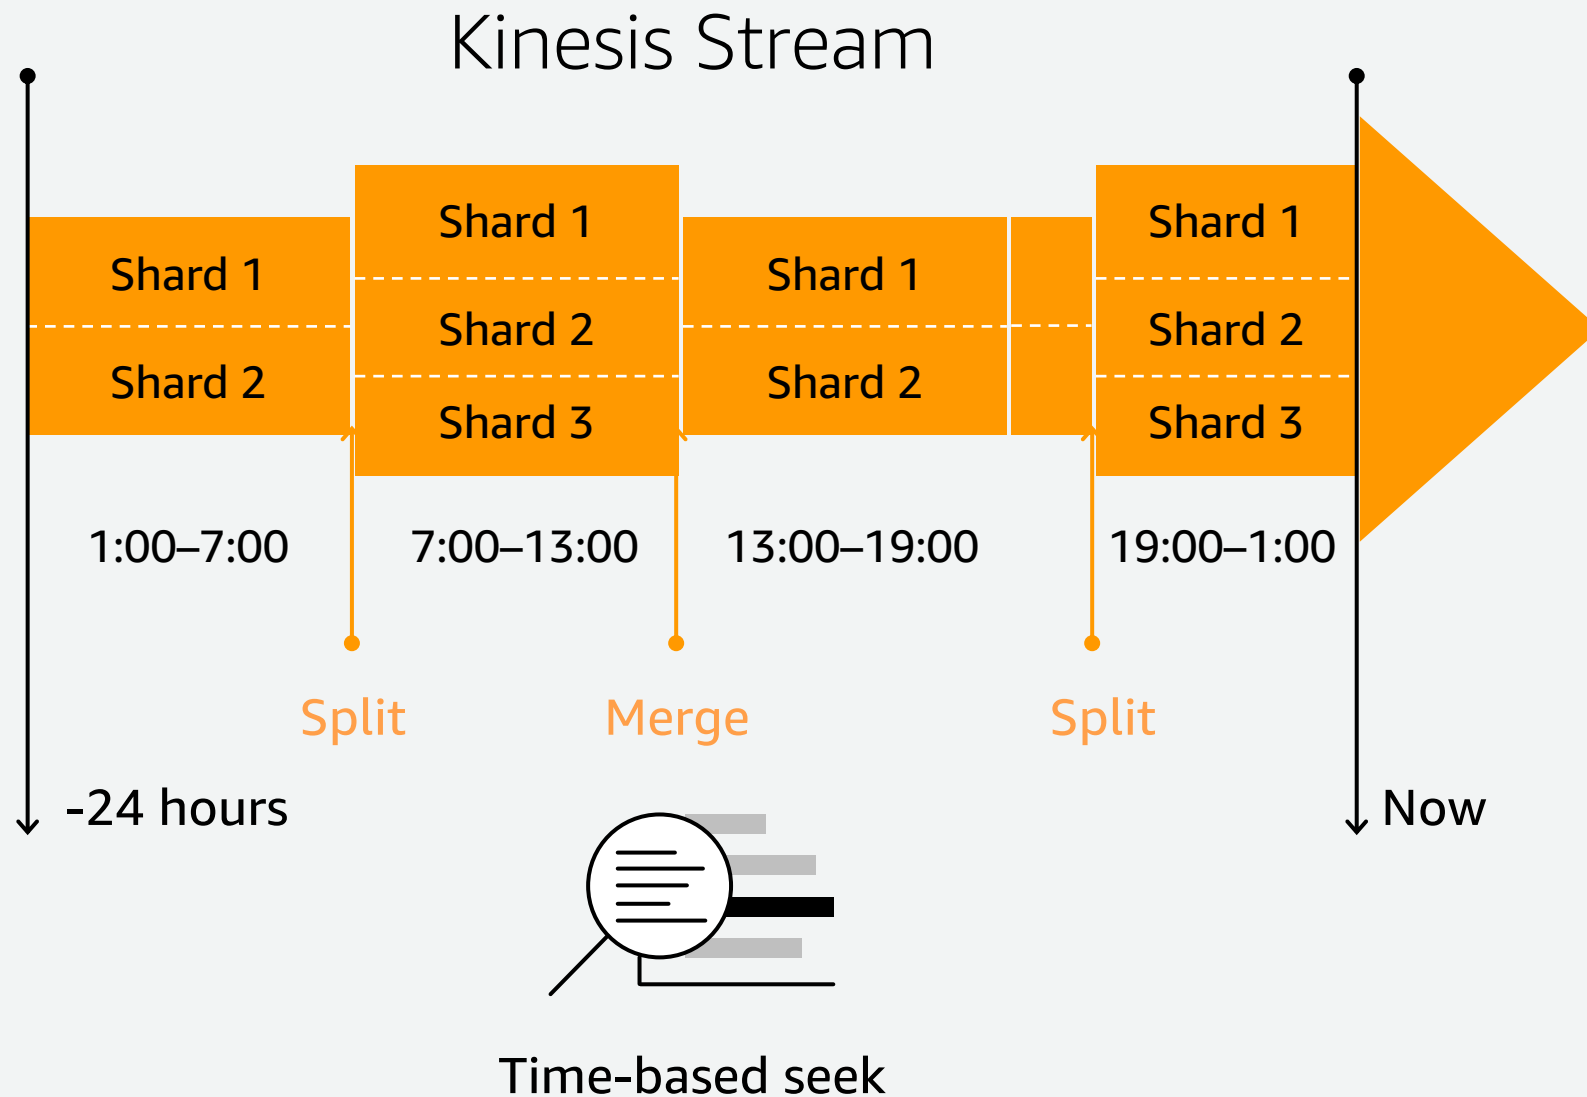 Kinesis Stream
Shard 1
Shard 2
Shard 1
Shard 2
Shard 3
Shard 1
Shard 2
Shard 1
Shard 2
Shard 3
1:00–7:00
7:00–13:00
13:00–19:00
19:00–1:00
Split
Merge
Split
-24 hours
Now
Time-based seek